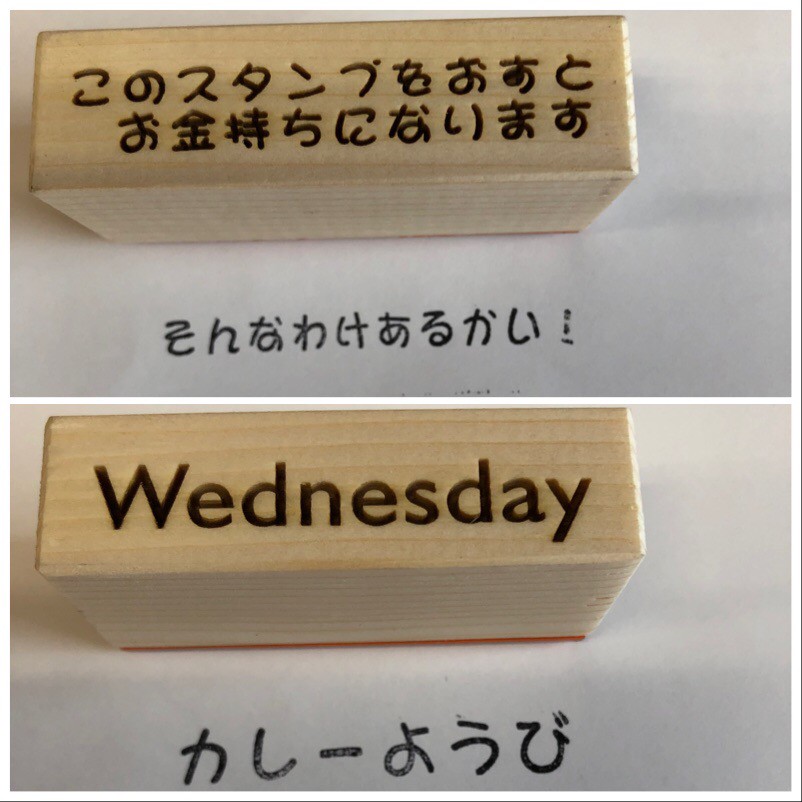 このスタンプをおすと
お金持ちになります
そんなわけあるかい!
Wednesday
カレーようび